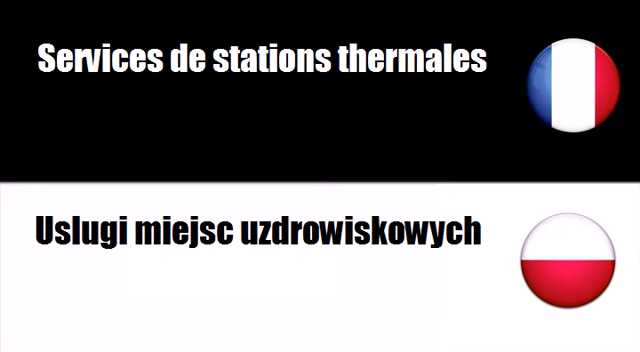 Services de stations thermales
Uslugi miejsc uzdrowiskowych